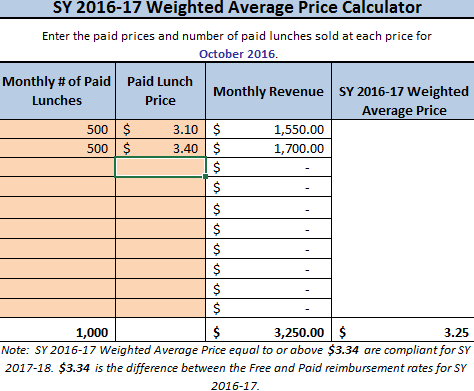 SY 2016-17 Weighted Average Price Calculator
Enter the paid prices and number of paid lunches sold at each price for
October 2016.
Monthly # of Paid Lunches Paid Lunch Price Monthly Revenue SY 2016-17 Weighted Average Price
500 $ 3.10 $ 1,550.00
500 $ 3.40 $ 1,700.00
$ -
$ -
$ -
$ -
$ -
$ -
$ -
$ -
1,000 $ 3,250.00 $ 3.25
Note: SY 2016-17 Weighted Average Price equal to or above $3.34 are compliant for SY
2017-18. $3.34 is the difference between the Free and Paid reimbursement rates for SY
2016-17.